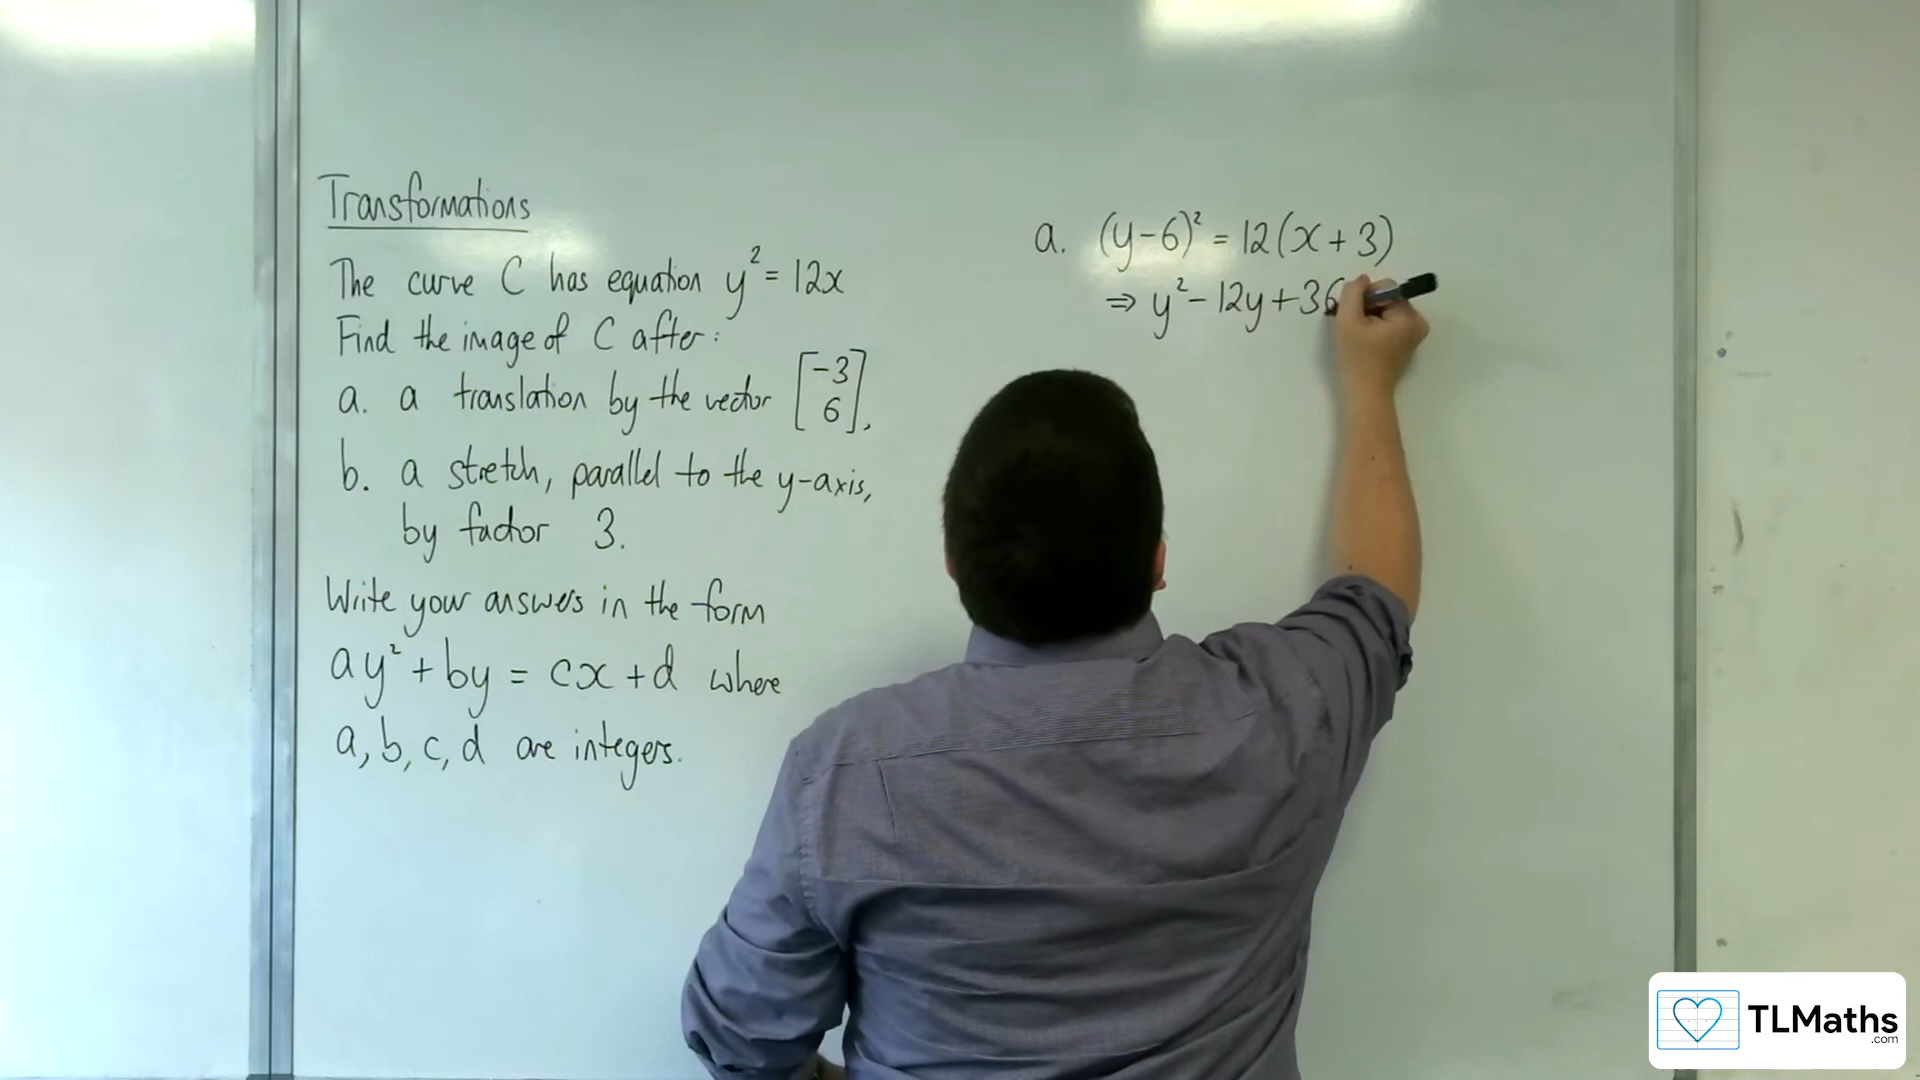 Transformations
The curve C has equation y² = 12x
Find the image of C after:
a. a translation by the vector [-3
6],
b. a stretch, parallel to the y-axis,
by factor 3.
Write your answers in the form
ay² + by = cx + d where
a, b, c, d are integers.
a. (y-6)² = 12(x+3)
⇒ y² - 12y + 36
TLMaths
.com